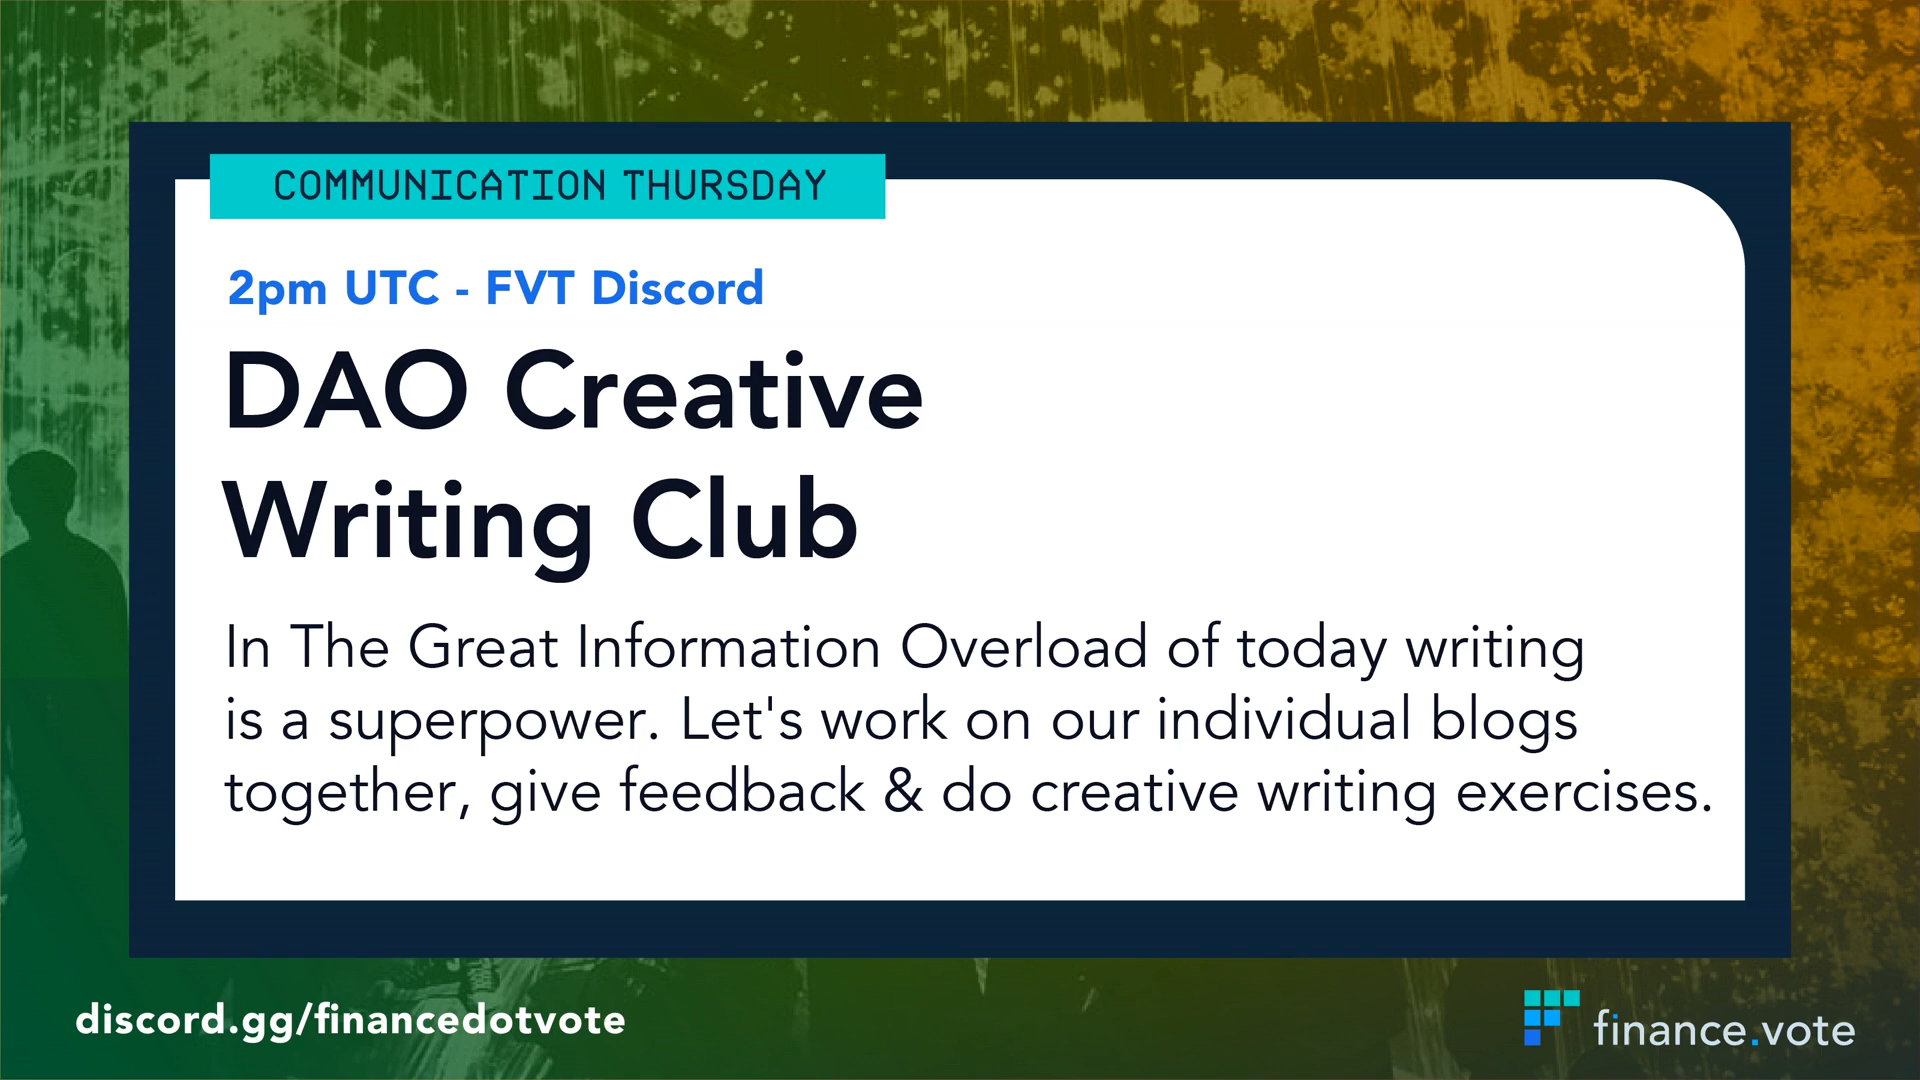 COMMUNICATION THURSDAY
2pm UTC - FVT Discord
DAO Creative
Writing Club
In The Great Information Overload of today writing
is a superpower. Let's work on our individual blogs
together, give feedback & do creative writing exercises.
discord.gg/financedotvote
finance.vote